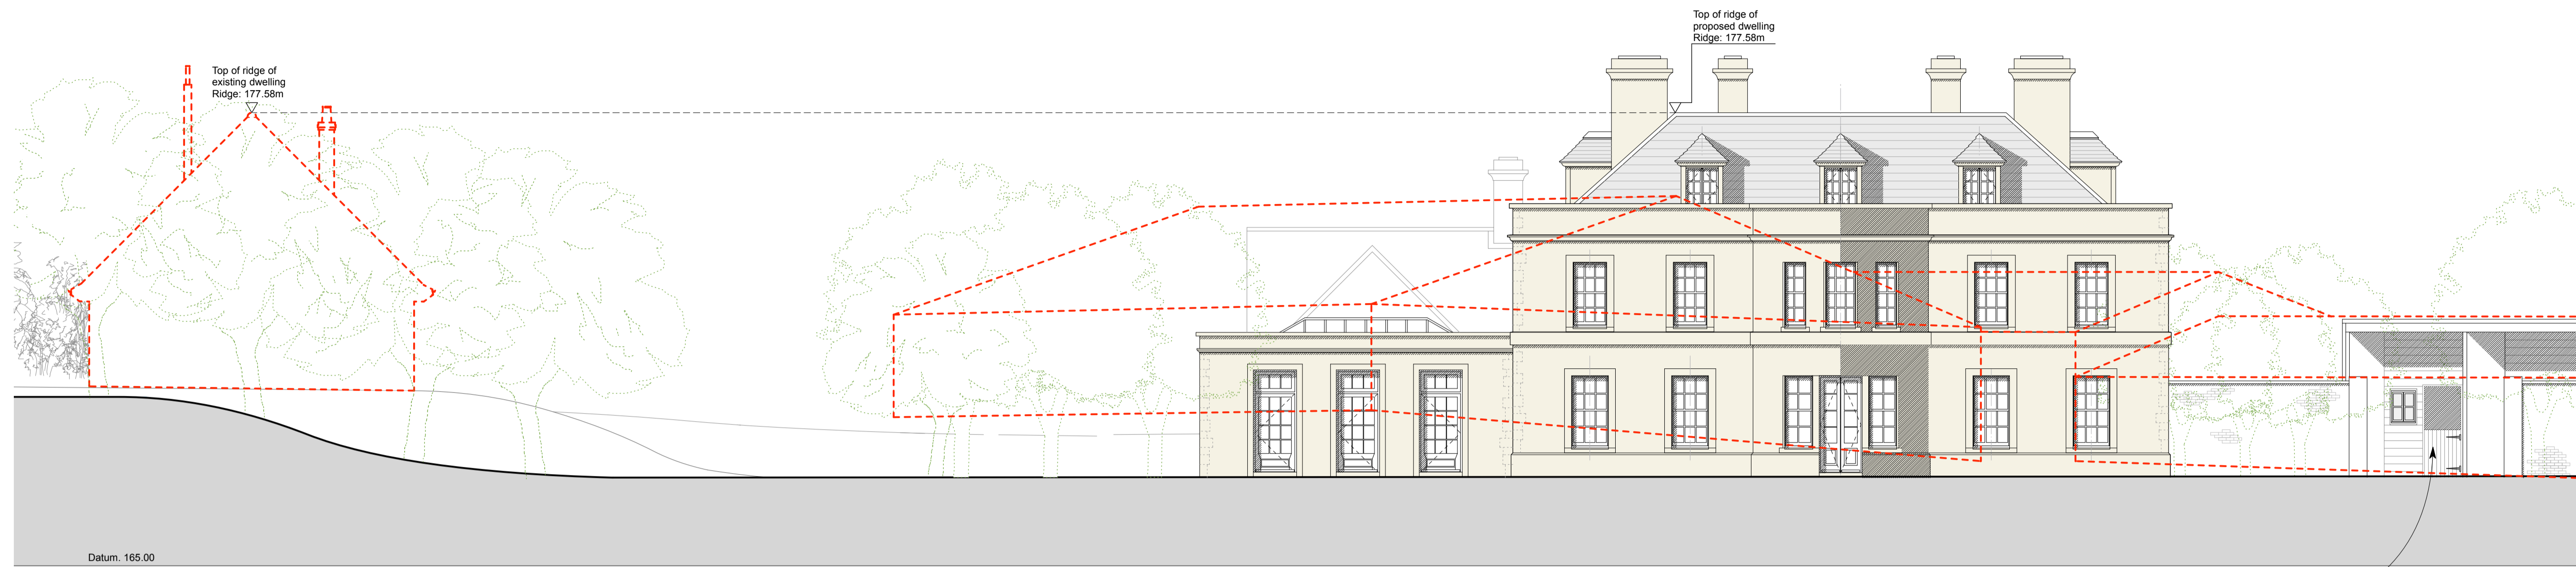 Top of ridge of
existing dwelling
Ridge: 177.58m
Top of ridge of
proposed dwelling
Ridge: 177.58m
Datum. 165.00